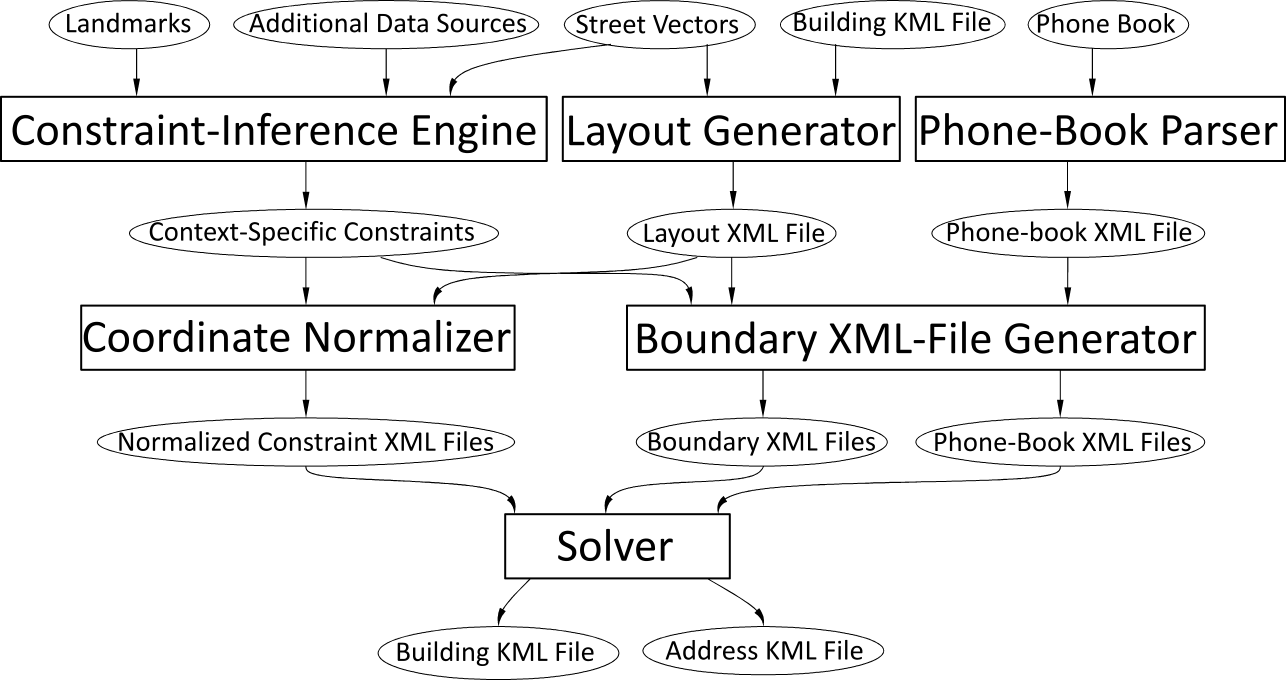 Landmarks
Additional Data Sources
Street Vectors
Building KML File
Phone Book
Constraint-Inference Engine
Layout Generator
Phone-Book Parser
Context-Specific Constraints
Layout XML File
Phone-book XML File
Coordinate Normalizer
Boundary XML-File Generator
Normalized Constraint XML Files
Boundary XML Files
Phone-Book XML Files
Solver
Building KML File
Address KML File